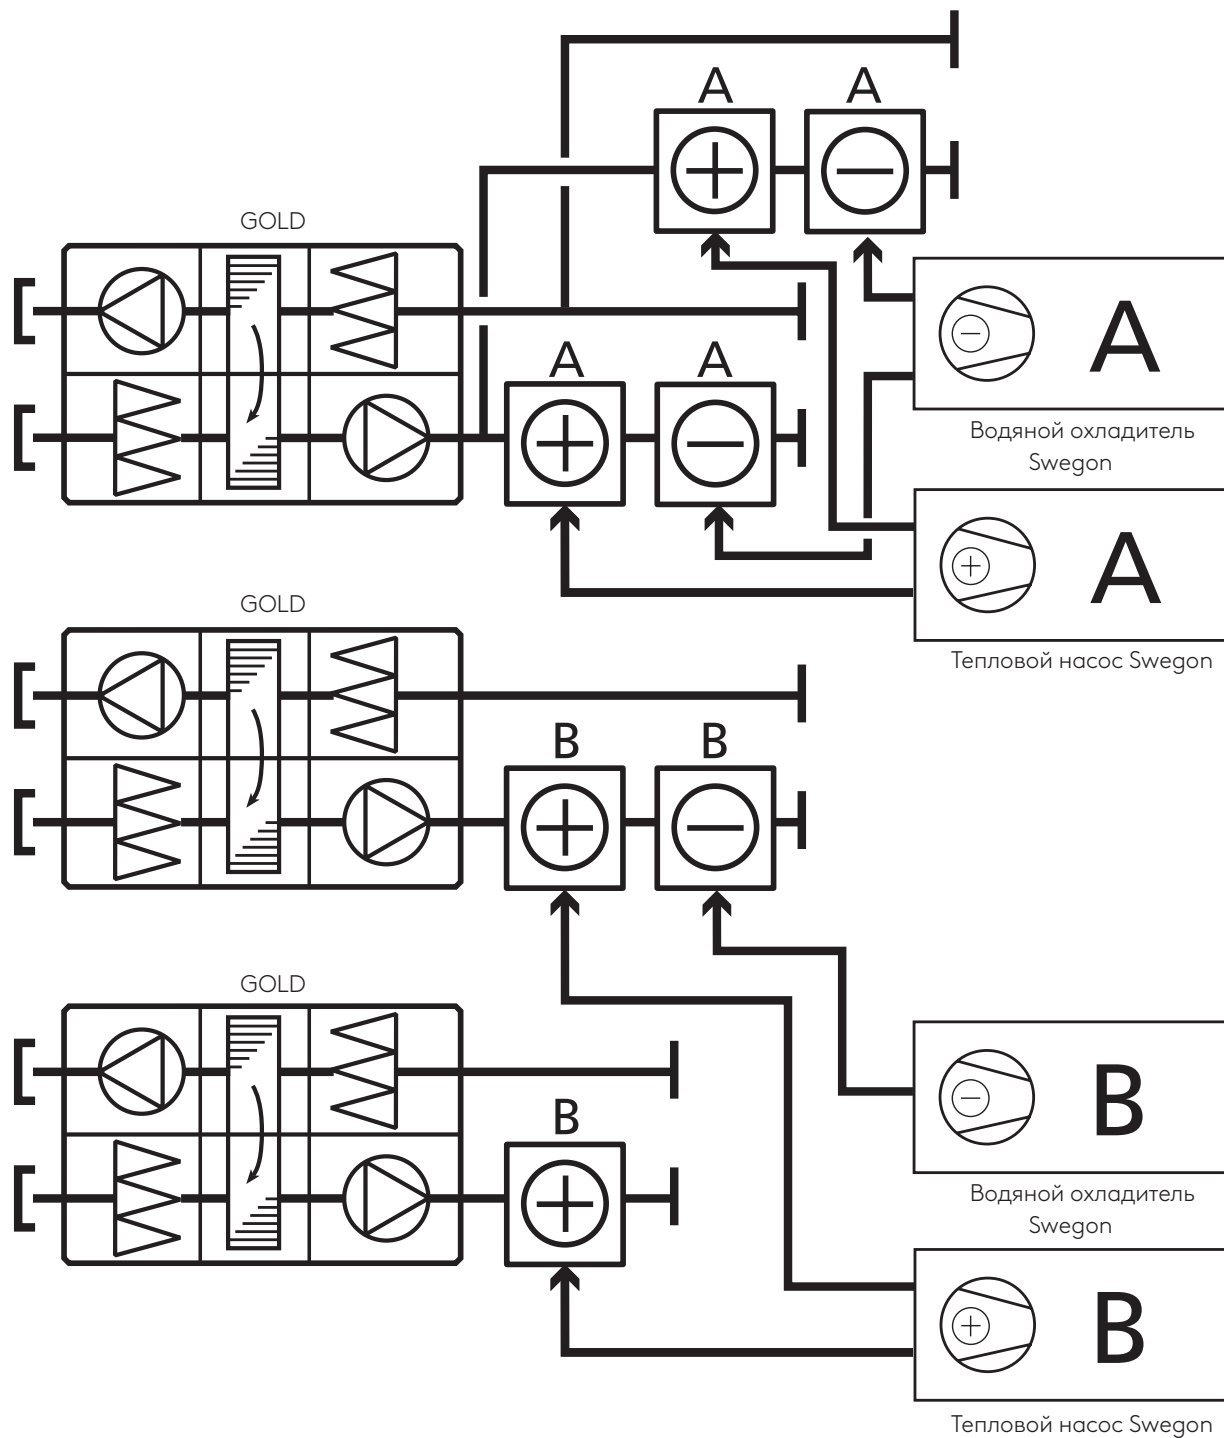 A A
GOLD
A A
A
Водяной охладитель
Swegon
A
Тепловой насос Swegon
GOLD
B B
GOLD
B
B
Водяной охладитель
Swegon
B
Тепловой насос Swegon